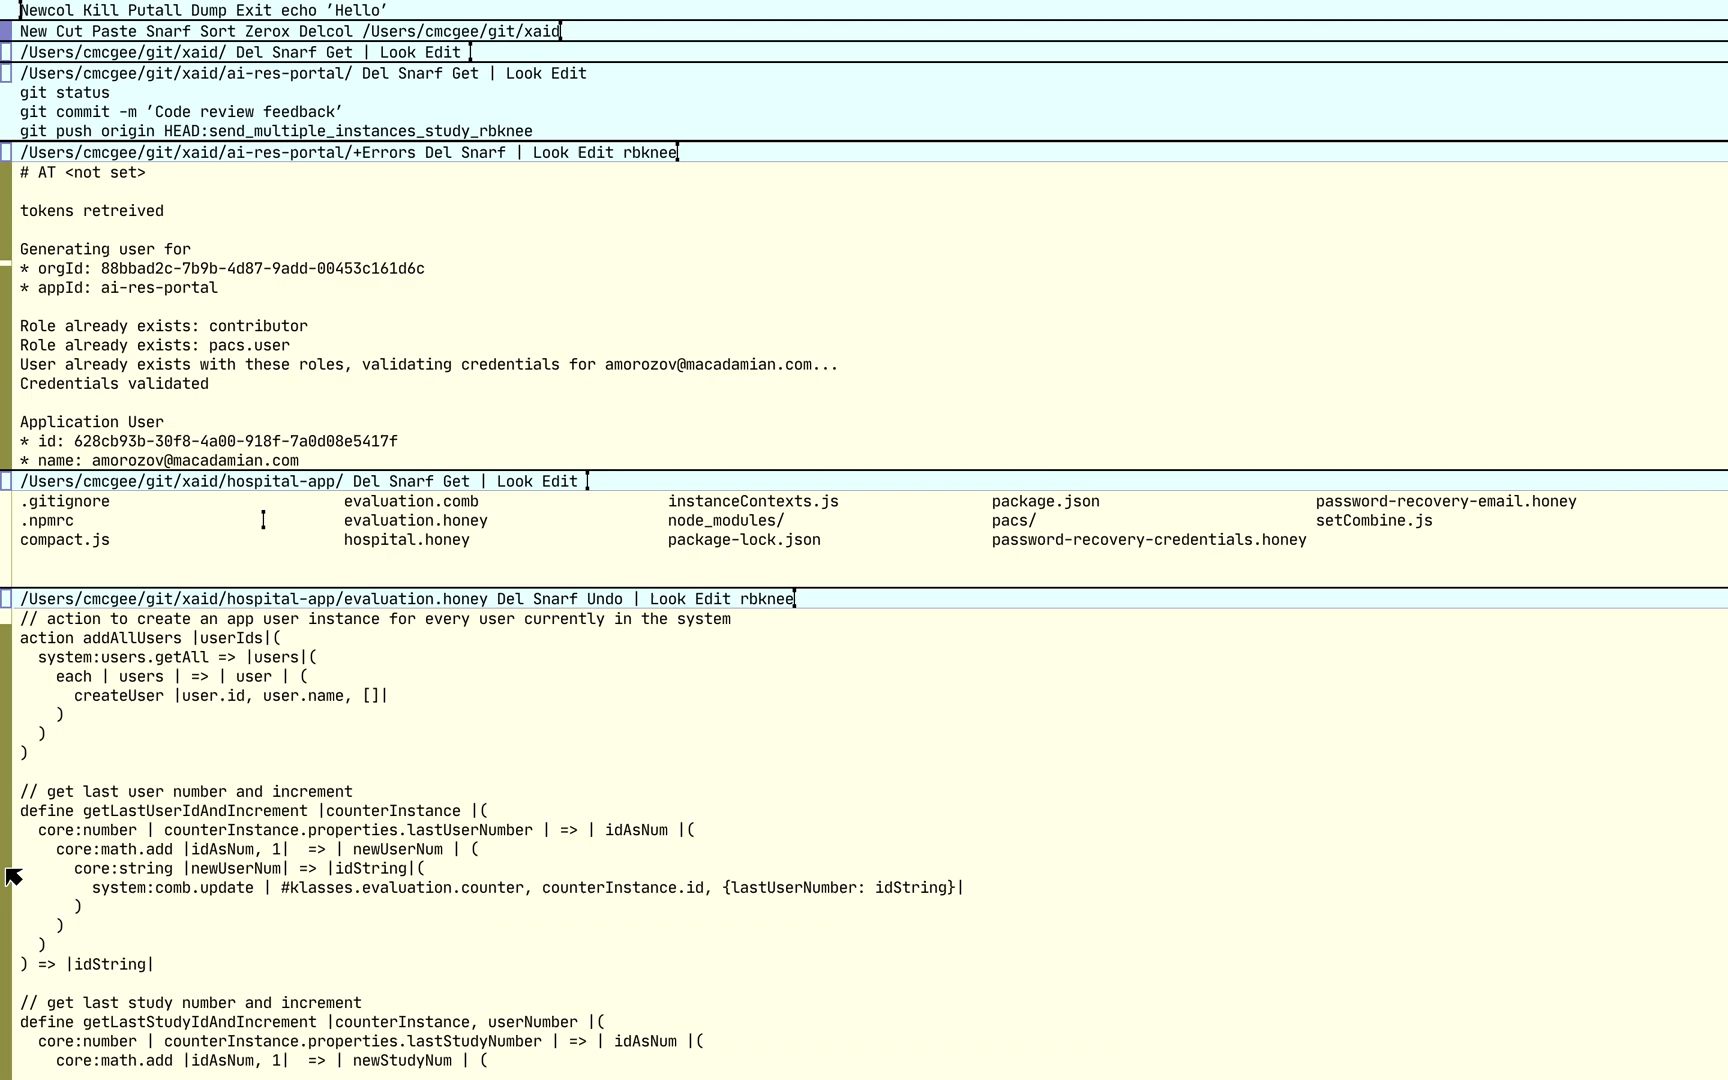 Newcol Kill Putall Dump Exit echo ’Hello’
New Cut Paste Snarf Sort Zerox Delcol /Users/cmcgee/git/xaid
/Users/cmcgee/git/xaid/ Del Snarf Get | Look Edit
/Users/cmcgee/git/xaid/ai-res-portal/ Del Snarf Get | Look Edit
git status
git commit -m ’Code review feedback’
git push origin HEAD:send_multiple_instances_study_rbknee
/Users/cmcgee/git/xaid/ai-res-portal/+Errors Del Snarf | Look Edit rbknee
# AT <not set>
tokens retreived
Generating user for
* orgId: 88bbad2c-7b9b-4d87-9add-00453c161d6c
* appId: ai-res-portal
Role already exists: contributor
Role already exists: pacs.user
User already exists with these roles, validating credentials for amorozov@macadamian.com...
Credentials validated
Application User
* id: 628cb93b-30f8-4a00-918f-7a0d08e5417f
* name: amorozov@macadamian.com
/Users/cmcgee/git/xaid/hospital-app/ Del Snarf Get | Look Edit
.gitignore evaluation.comb instanceContexts.js package.json password-recovery-email.honey
.npmrc evaluation.honey node_modules/ pacs/ setCombine.js
compact.js hospital.honey package-lock.json password-recovery-credentials.honey
/Users/cmcgee/git/xaid/hospital-app/evaluation.honey Del Snarf Undo | Look Edit rbknee
// action to create an app user instance for every user currently in the system
action addAllUsers |userIds|(
  system:users.getAll => |users|(
    each | users | => | user | (
      createUser |user.id, user.name, []|
    )
  )
)
// get last user number and increment
define getLastUserIdAndIncrement |counterInstance |(
  core:number | counterInstance.properties.lastUserNumber | => | idAsNum |(
    core:math.add |idAsNum, 1|  => | newUserNum | (
      core:string |newUserNum| => |idString|(
        system:comb.update | #klasses.evaluation.counter, counterInstance.id, {lastUserNumber: idString}|
      )
    )
  )
) => |idString|
// get last study number and increment
define getLastStudyIdAndIncrement |counterInstance, userNumber |(
  core:number | counterInstance.properties.lastStudyNumber | => | idAsNum |(
    core:math.add |idAsNum, 1|  => | newStudyNum | (